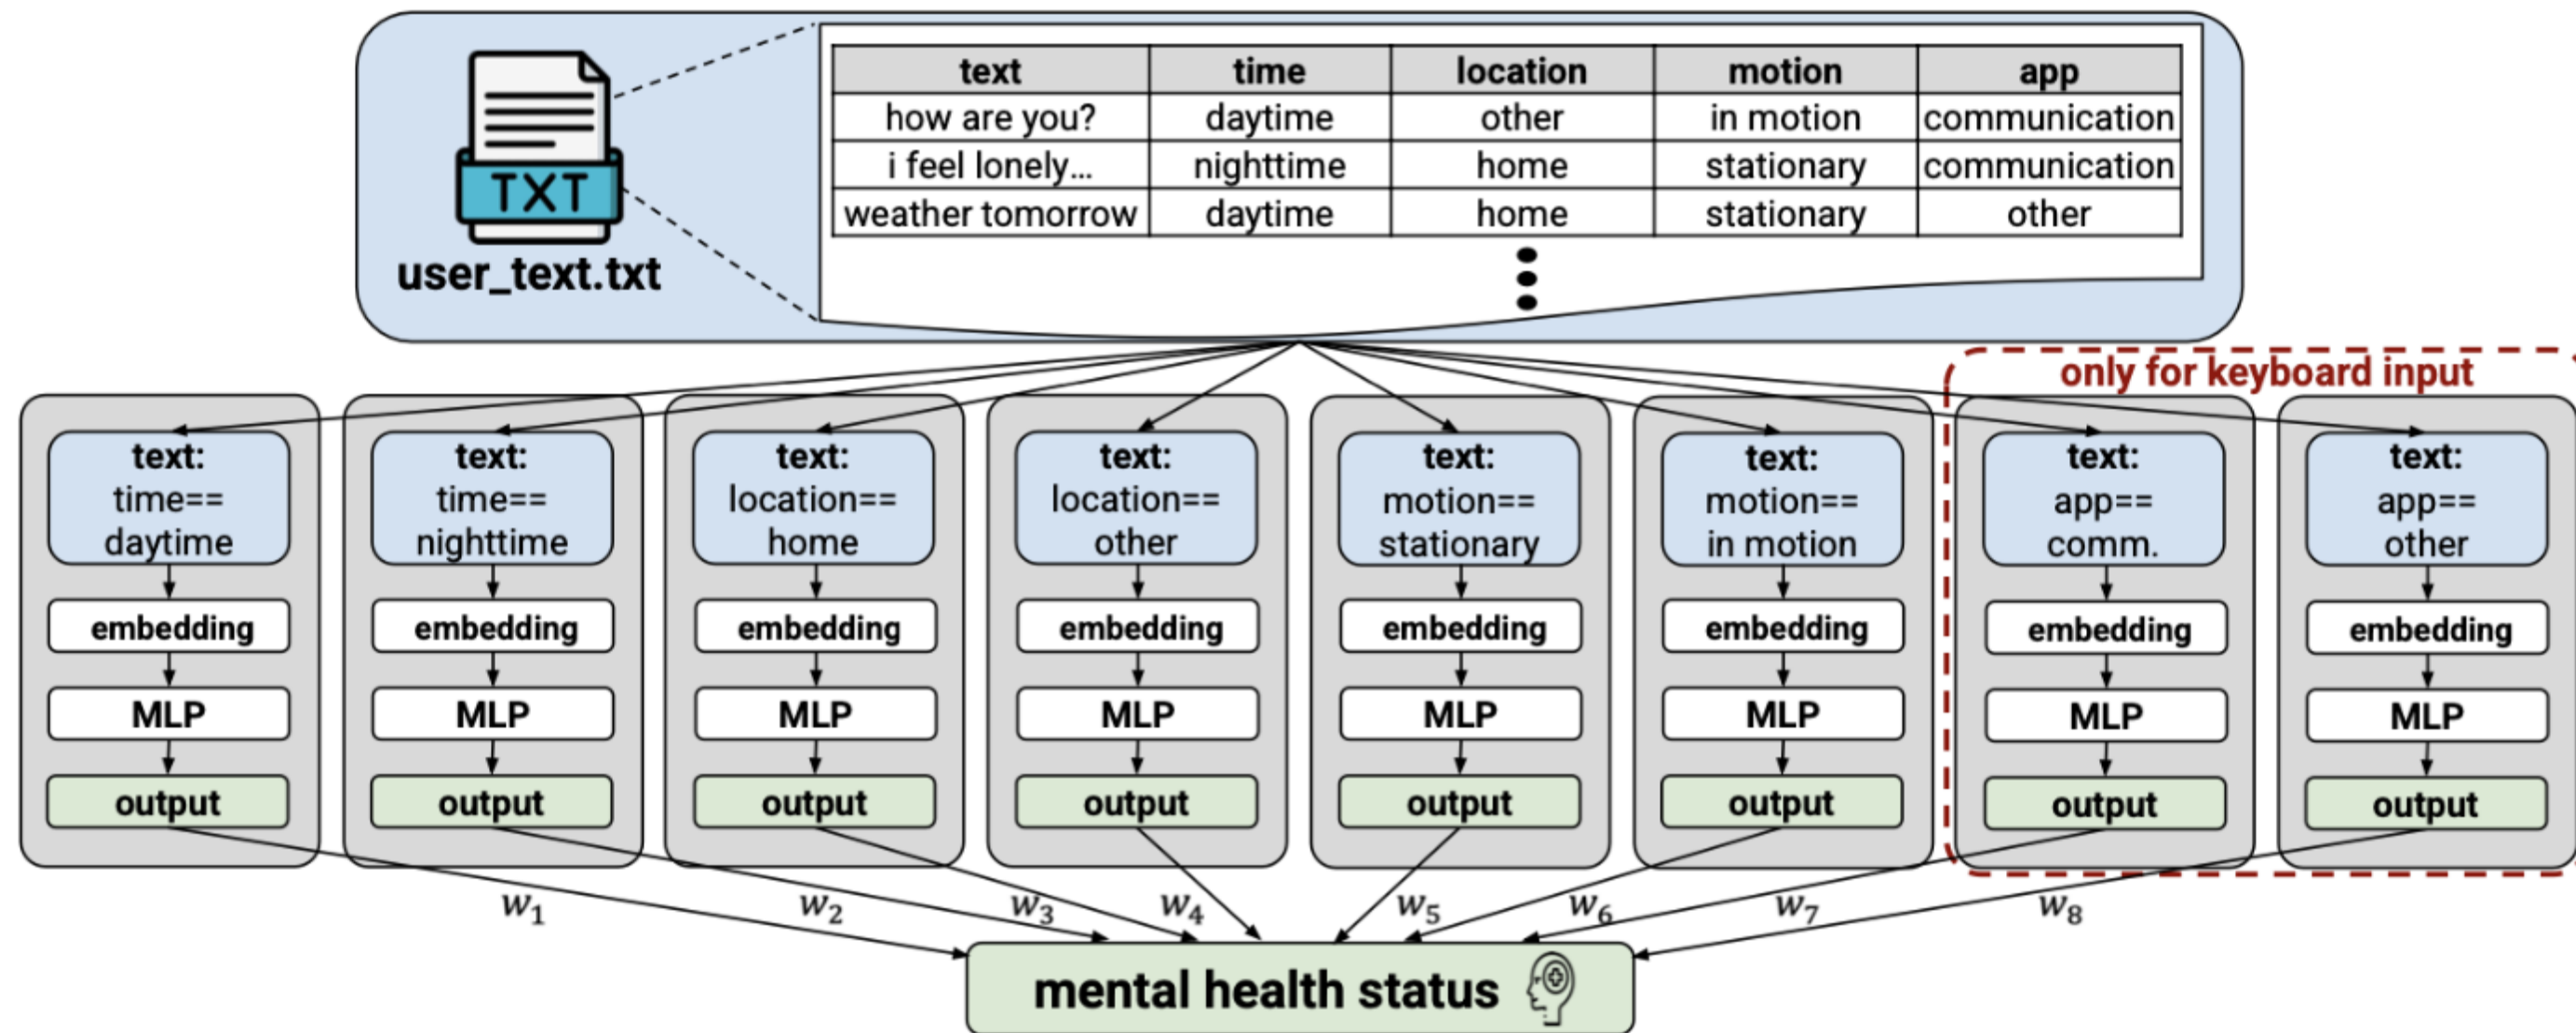 text time location motion app
how are you? daytime other in motion communication
i feel lonely... nighttime home stationary communication
weather tomorrow daytime home stationary other
TXT
user_text.txt
only for keyboard input
text: text: text: text: text: text: text: text:
time== time== location== location== motion== motion== app== app==
daytime nighttime home other stationary in motion comm. other
embedding embedding embedding embedding embedding embedding embedding embedding
MLP MLP MLP MLP MLP MLP MLP MLP
output output output output output output output output
w₁ w₂ w₃ w₄ w₅ w₆ w₇ w₈
mental health status